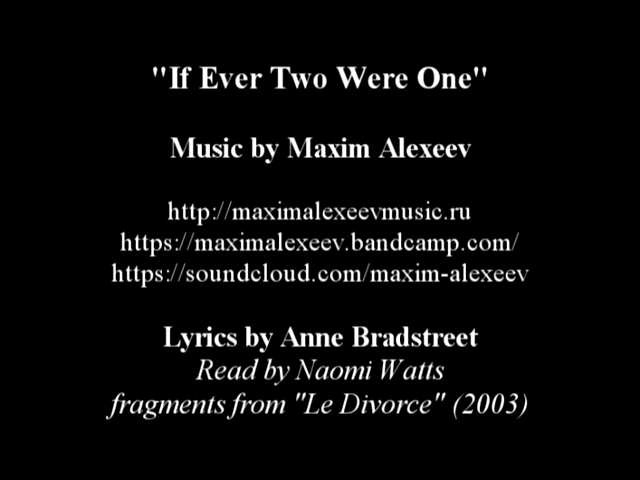 "If Ever Two Were One"
Music by Maxim Alexeev
http://maximalexeevmusic.ru
https://maximalexeev.bandcamp.com/
https://soundcloud.com/maxim-alexeev
Lyrics by Anne Bradstreet
Read by Naomi Watts
fragments from "Le Divorce" (2003)